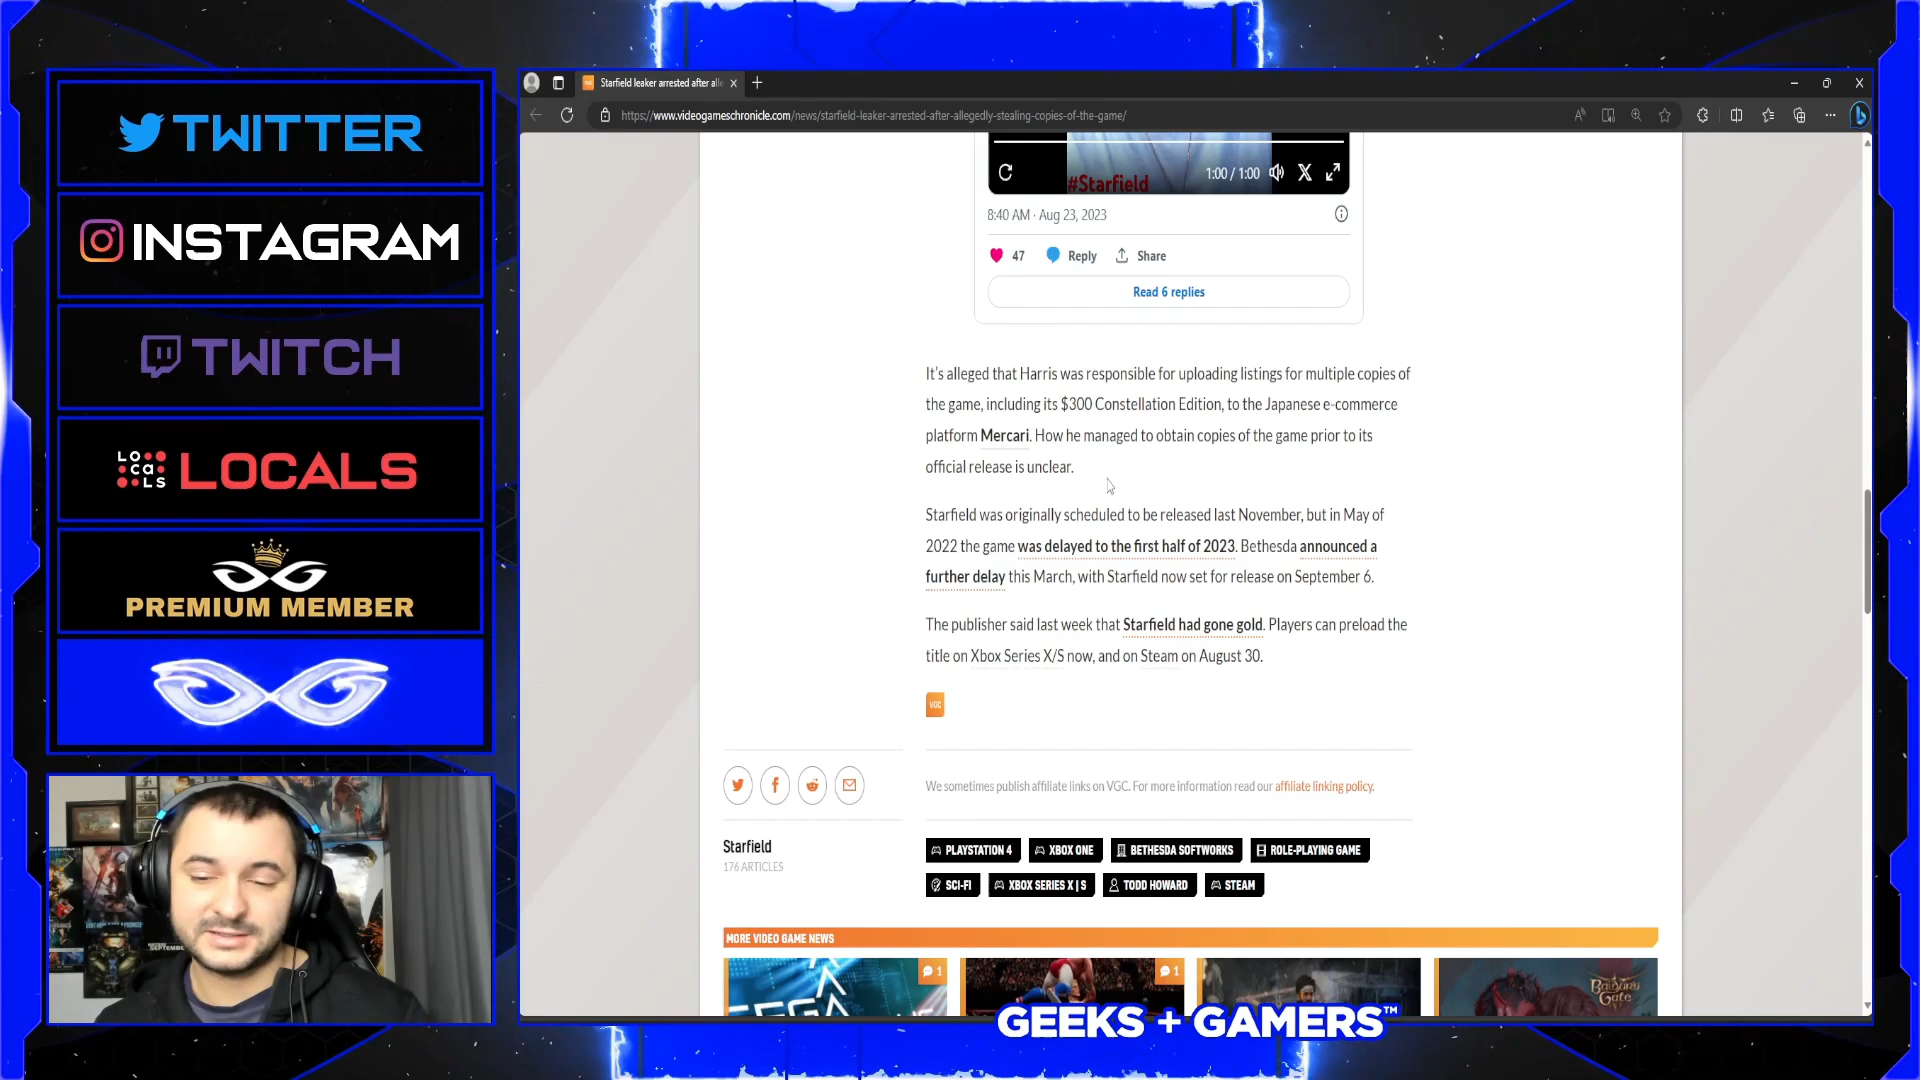 TWITTER
INSTAGRAM
TWITCH
LOCALS
LOCALS
PREMIUM MEMBER
Starfield leaker arrested after alle
https://www.videogameschronicle.com/news/starfield-leaker-arrested-after-allegedly-stealing-copies-of-the-game/
#Starfield
1:00 / 1:00
8:40 AM · Aug 23, 2023
47 Reply Share
Read 6 replies
It's alleged that Harris was responsible for uploading listings for multiple copies of
the game, including its $300 Constellation Edition, to the Japanese e-commerce
platform Mercari. How he managed to obtain copies of the game prior to its
official release is unclear.
Starfield was originally scheduled to be released last November, but in May of
2022 the game was delayed to the first half of 2023. Bethesda announced a
further delay this March, with Starfield now set for release on September 6.
The publisher said last week that Starfield had gone gold. Players can preload the
title on Xbox Series X/S now, and on Steam on August 30.
VGC
We sometimes publish affiliate links on VGC. For more information read our affiliate linking policy.
Starfield
176 ARTICLES
PLAYSTATION 4 XBOX ONE BETHESDA SOFTWORKS ROLE-PLAYING GAME
SCI-FI XBOX SERIES X | S TODD HOWARD STEAM
MORE VIDEO GAME NEWS
1
1
SEGA
Baldur's Gate
GEEKS + GAMERS™